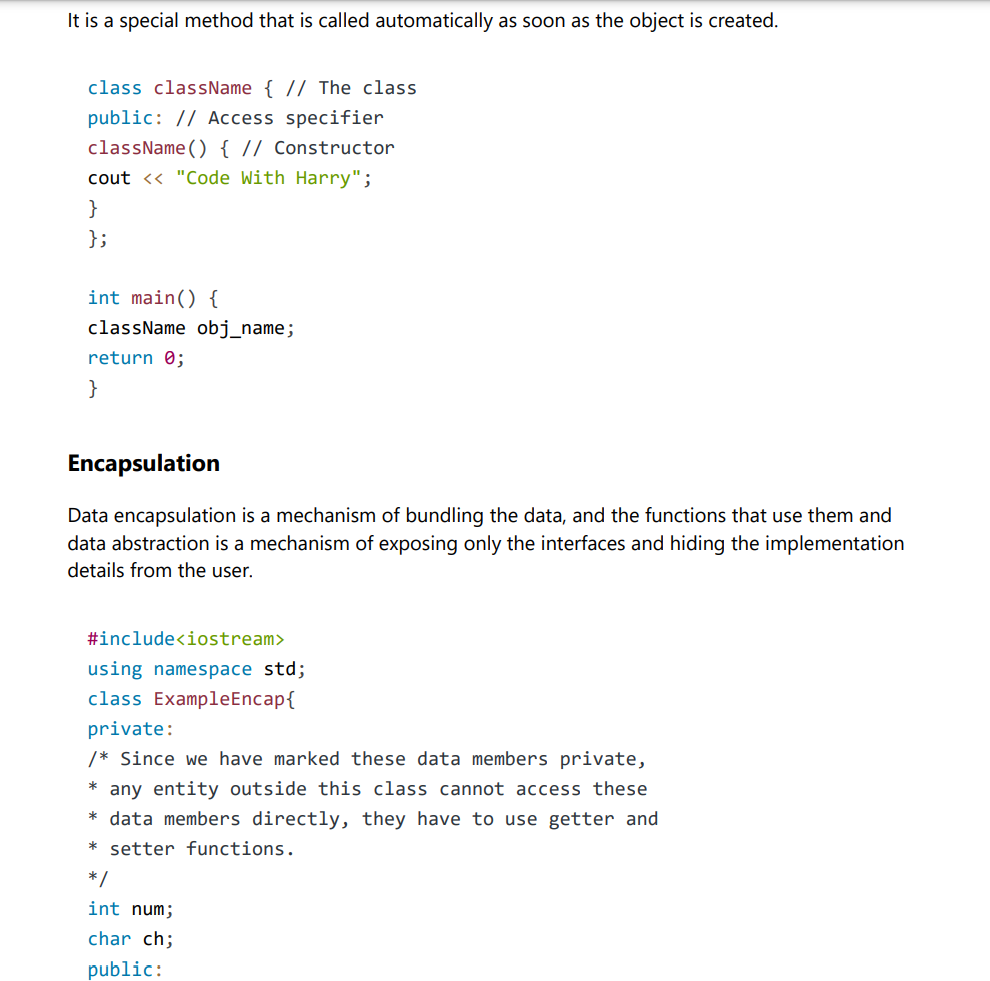 It is a special method that is called automatically as soon as the object is created.
class className { // The class
public: // Access specifier
className() { // Constructor
cout << "Code With Harry";
}
};
int main() {
className obj_name;
return 0;
}
Encapsulation
Data encapsulation is a mechanism of bundling the data, and the functions that use them and
data abstraction is a mechanism of exposing only the interfaces and hiding the implementation
details from the user.
#include<iostream>
using namespace std;
class ExampleEncap{
private:
/* Since we have marked these data members private,
* any entity outside this class cannot access these
* data members directly, they have to use getter and
* setter functions.
*/
int num;
char ch;
public: